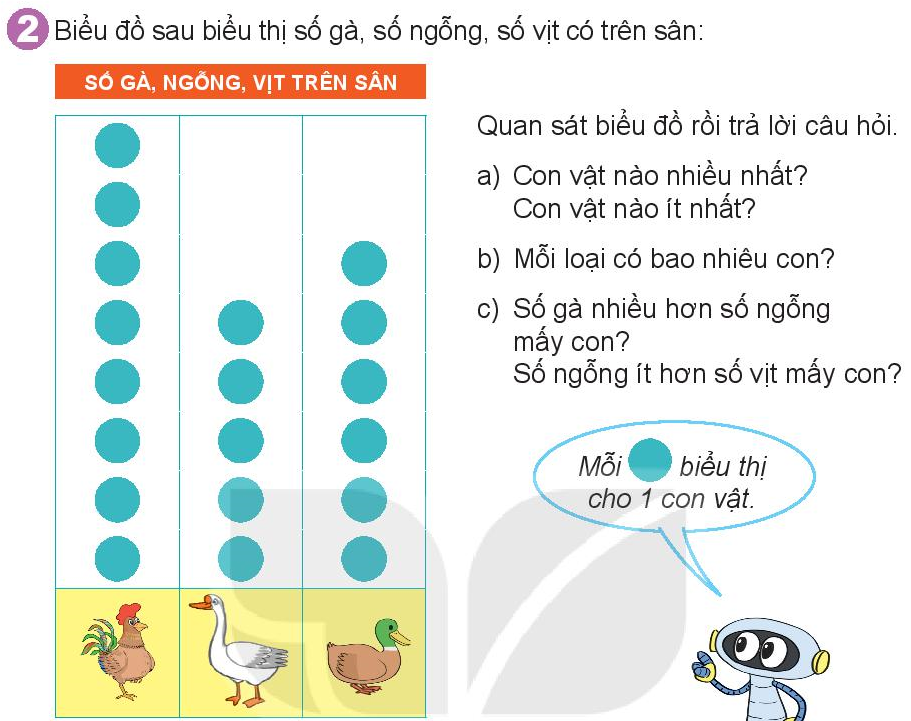 2 Biểu đồ sau biểu thị số gà, số ngỗng, số vịt có trên sân:
SỐ GÀ, NGỖNG, VỊT TRÊN SÂN
Quan sát biểu đồ rồi trả lời câu hỏi.
a) Con vật nào nhiều nhất?
Con vật nào ít nhất?
b) Mỗi loại có bao nhiêu con?
c) Số gà nhiều hơn số ngỗng
mấy con?
Số ngỗng ít hơn số vịt mấy con?
Mỗi biểu thị
cho 1 con vật.